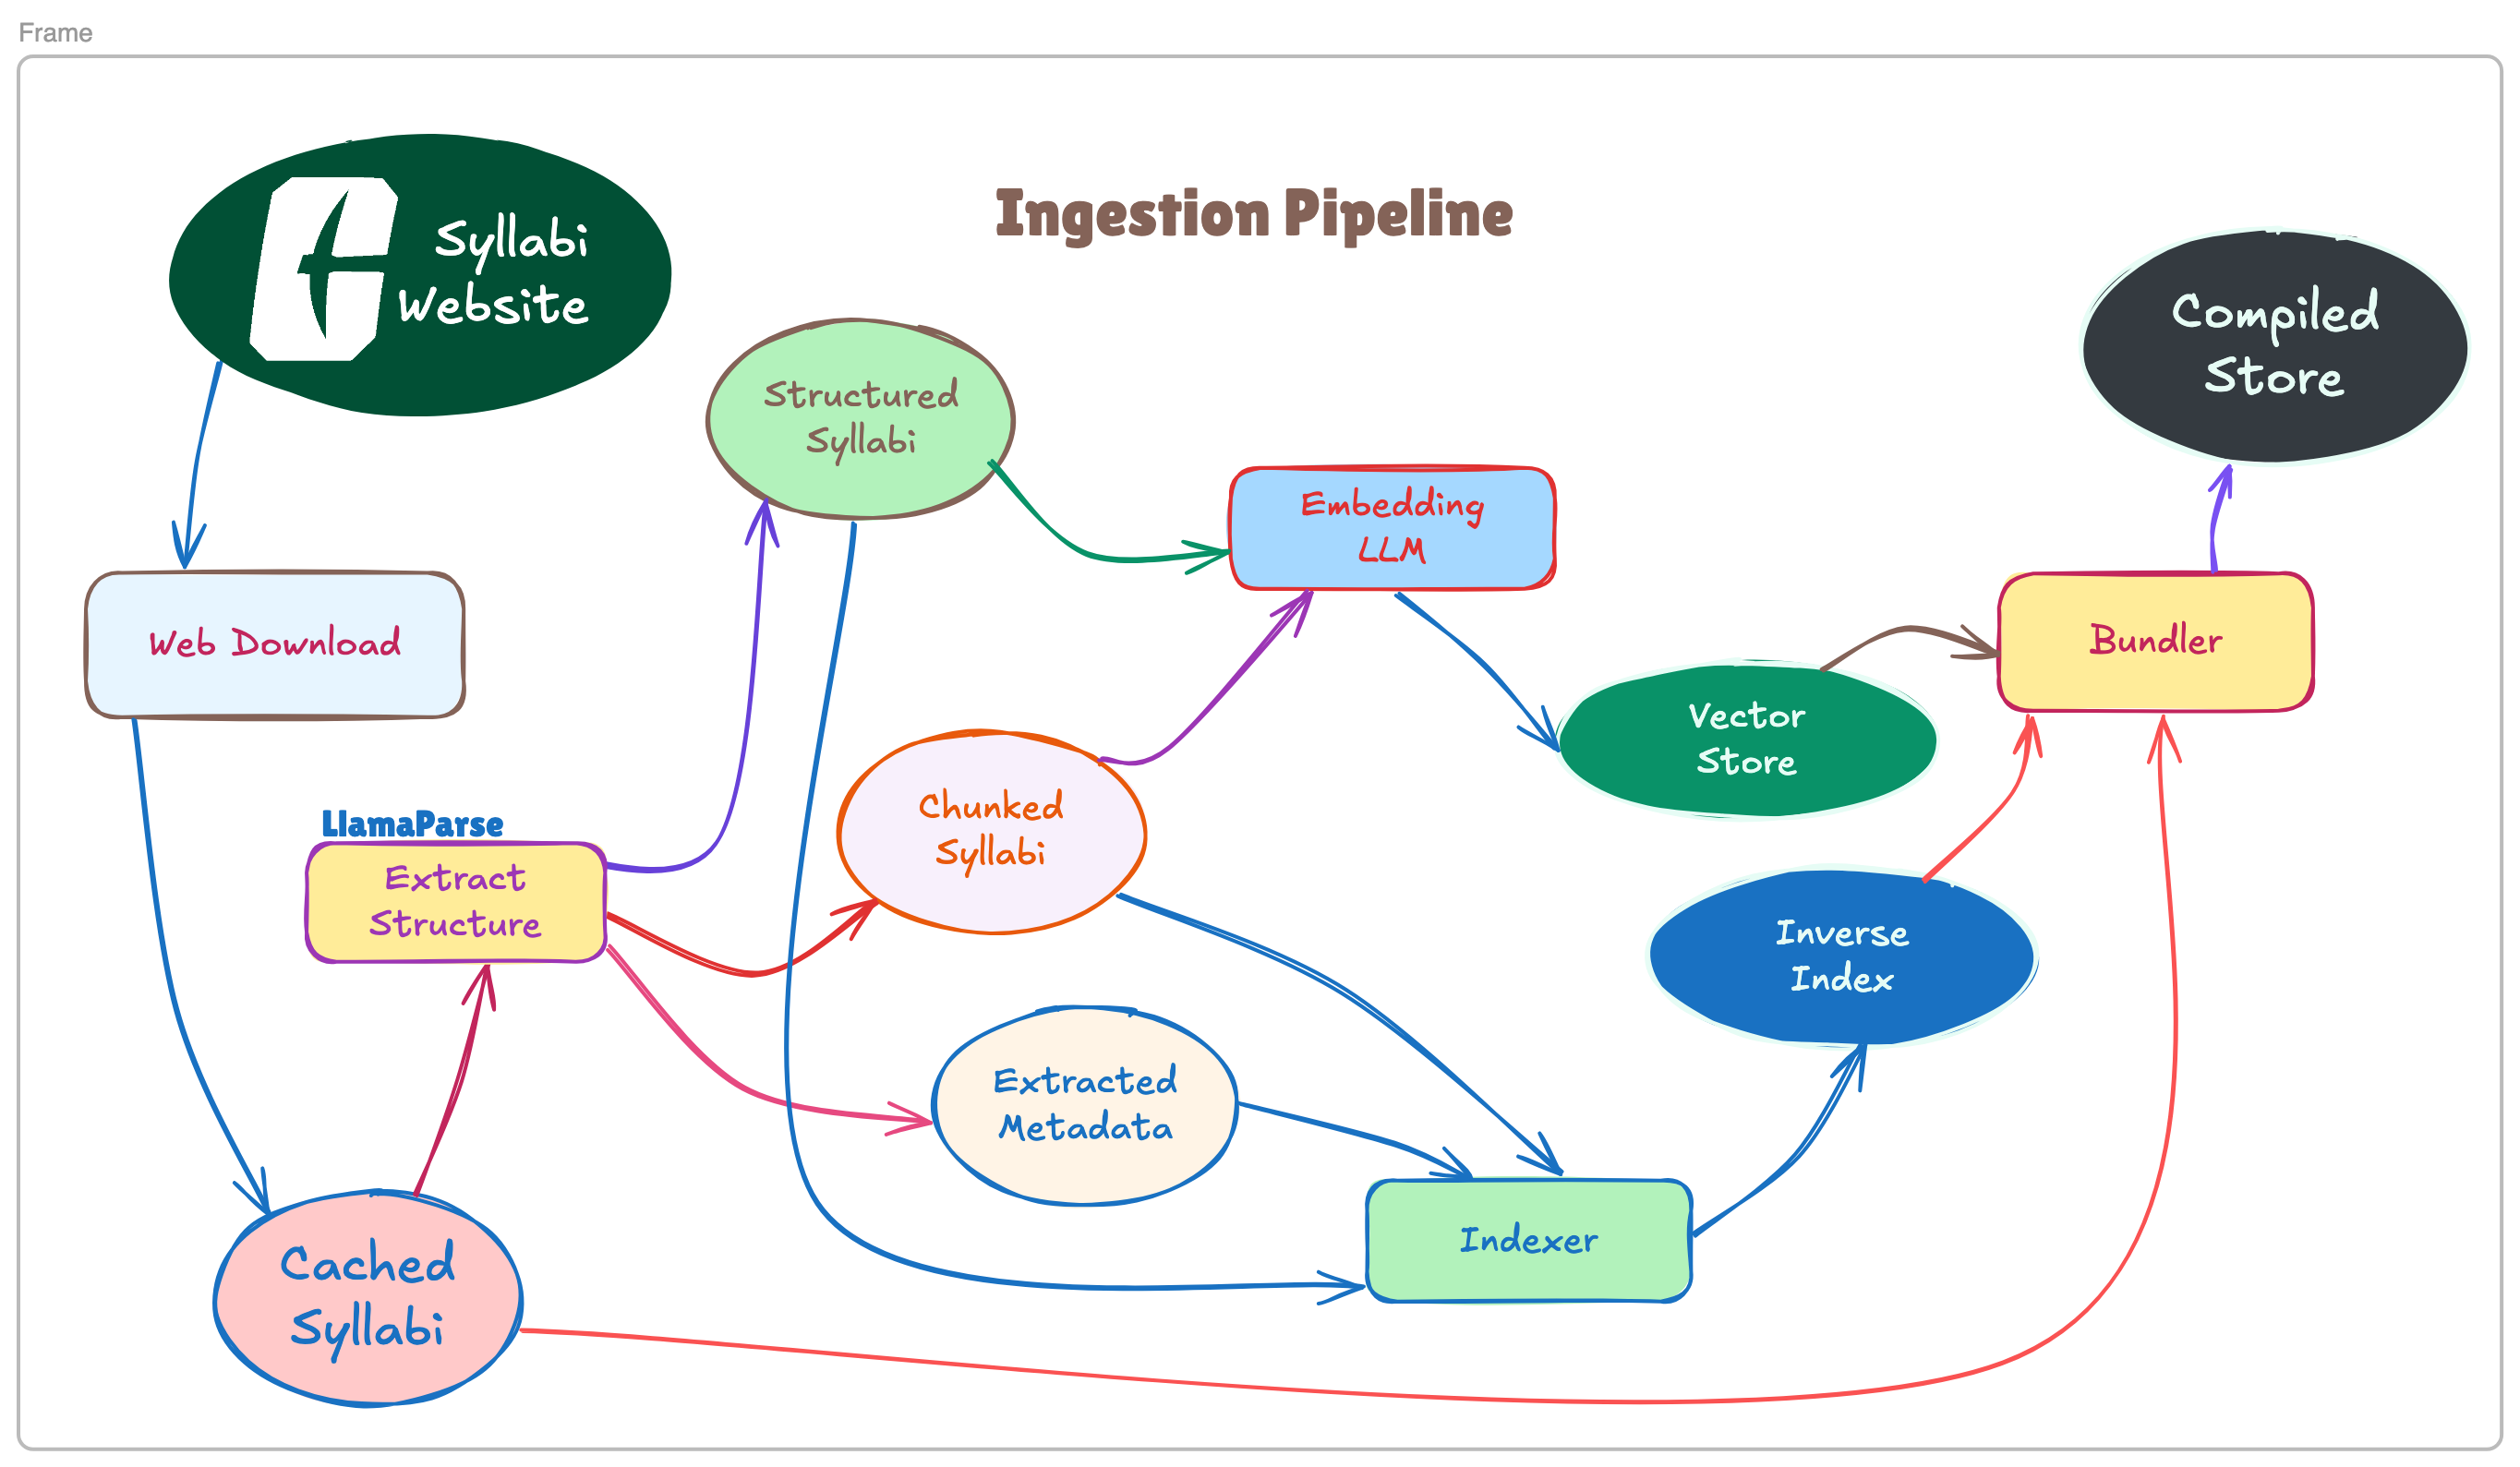 Frame
Syllabi
Website
Ingestion Pipeline
Compiled
Store
Structured
Syllabi
Embedding
LLM
Web Download
Bundler
Vector
Store
Chunked
Syllabi
LlamaParse
Extract
Structure
Inverse
Index
Extracted
Metadata
Indexer
Cached
Syllabi